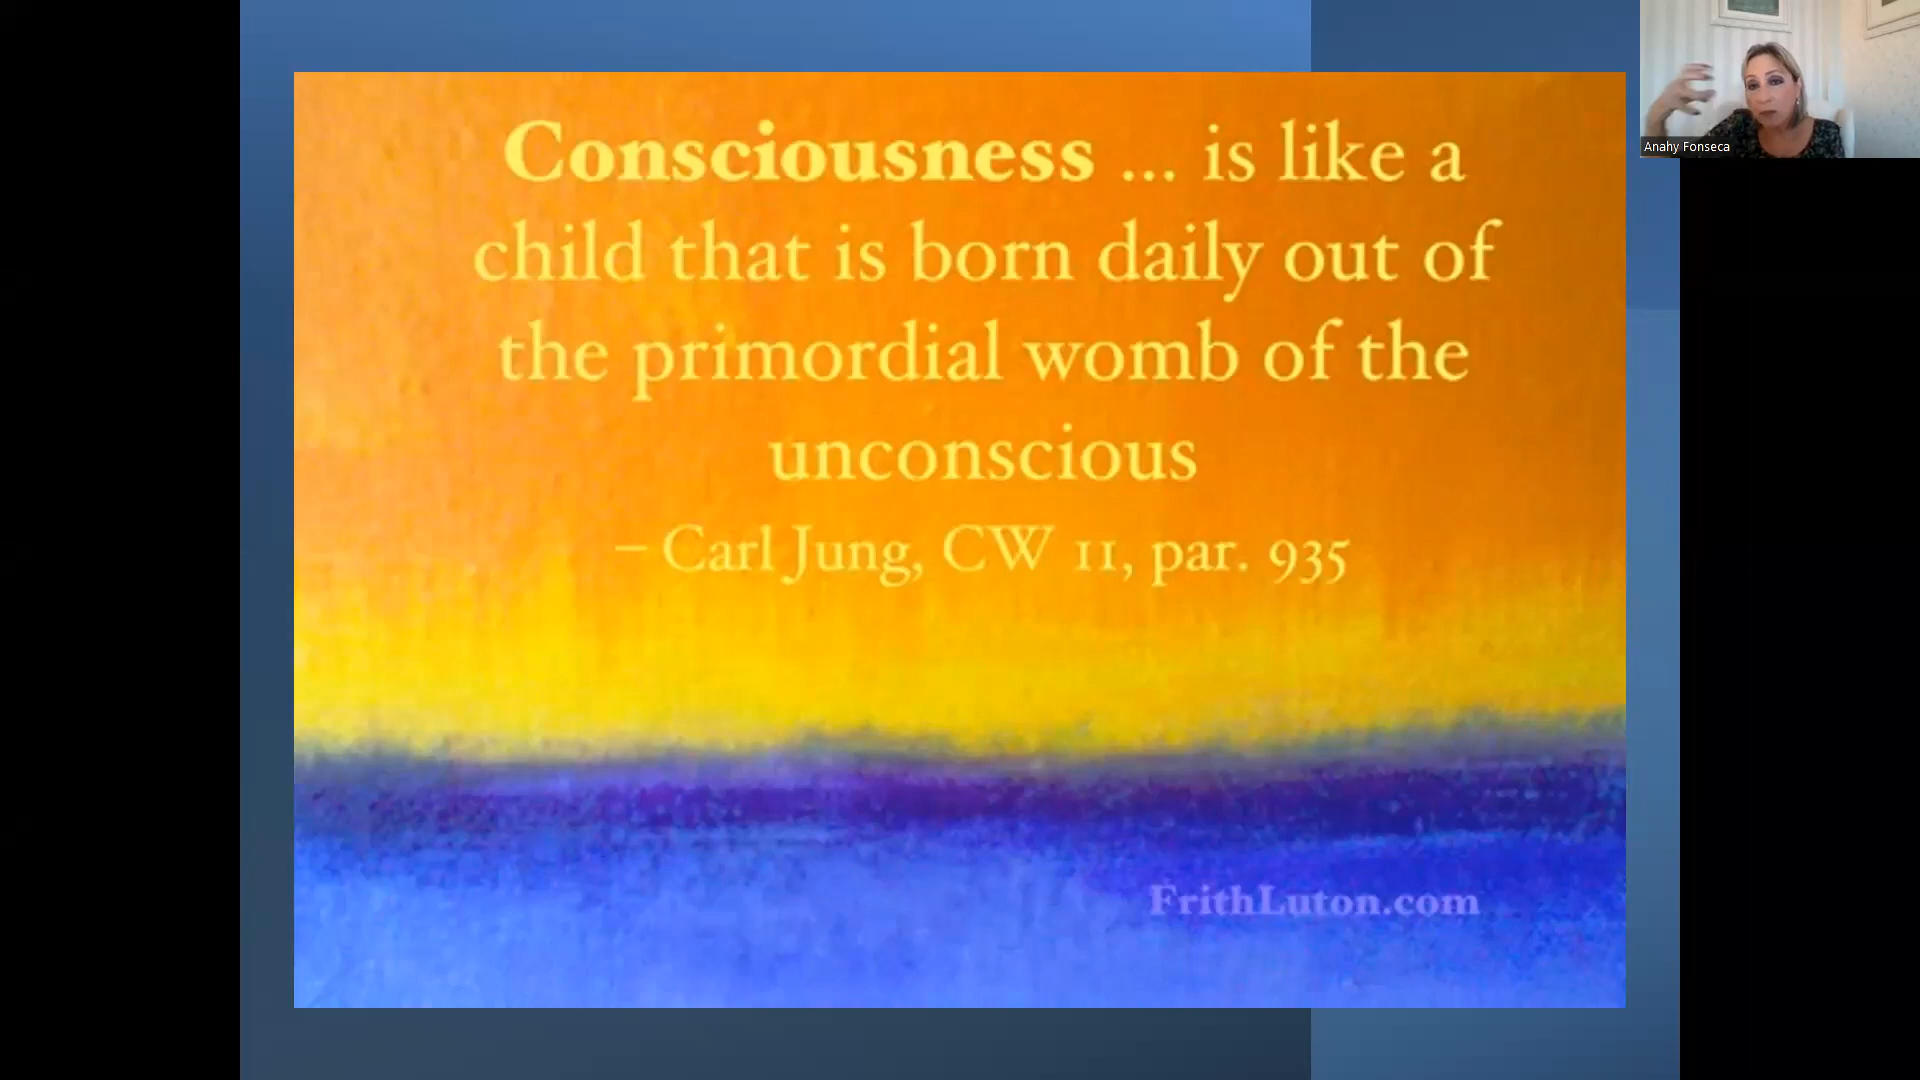 Consciousness ... is like a
child that is born daily out of
the primordial womb of the
unconscious
– Carl Jung, CW 11, par. 935
FrithLuton.com
Anahy Fonseca